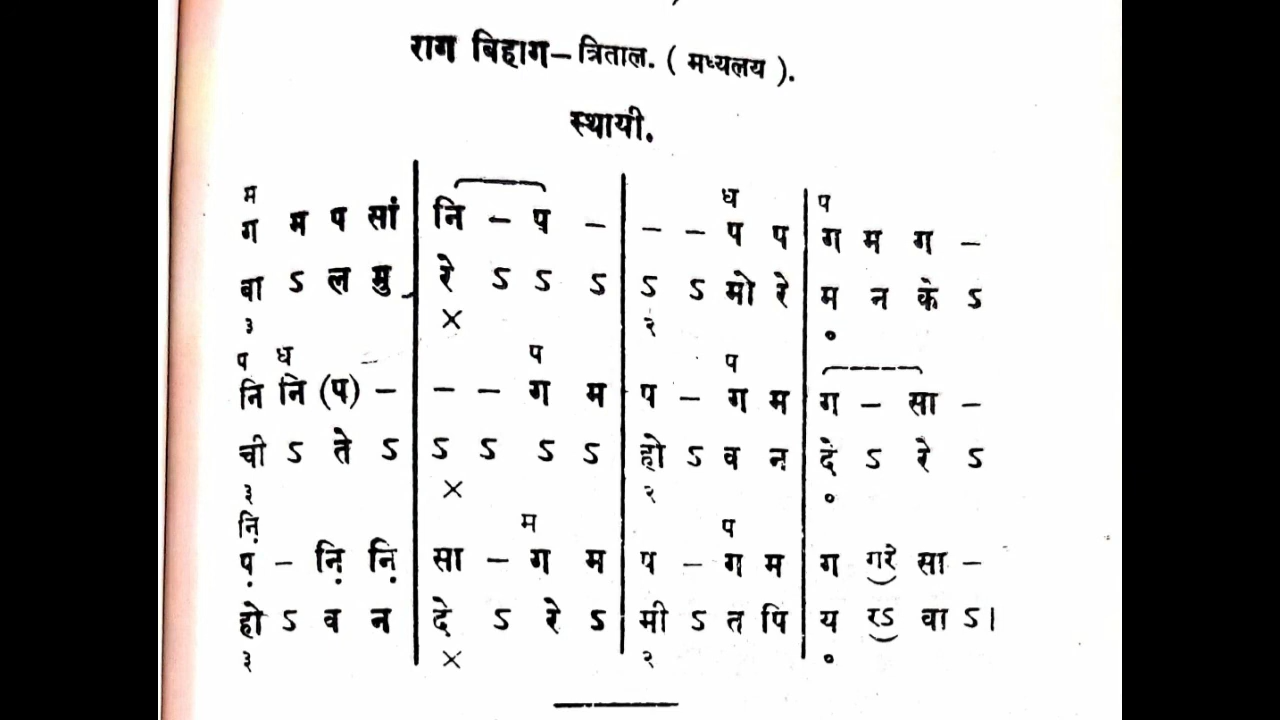 राग बिहाग–त्रिताल. ( मध्यलय ).
स्थायी.
म ध प
ग म प सां | नि – प – | – – प प | ग म ग –
बा ऽ ल मु | रे ऽ ऽ ऽ | ऽ ऽ मो रे | म न के ऽ
३ × २ ०
प ध प प
नि नि (प) – | – – ग म | प – ग म | ग – सा –
ची ऽ ते ऽ | ऽ ऽ ऽ ऽ | हो ऽ व न | दे ऽ रे ऽ
३ × २ ०
नि़ म प
प़ – नि़ नि़ | सा – ग म | प – ग म | ग गरे सा –
हो ऽ व न | दे ऽ रे ऽ | मी ऽ त पि | य रऽ वा ऽ।
३ × २ ०